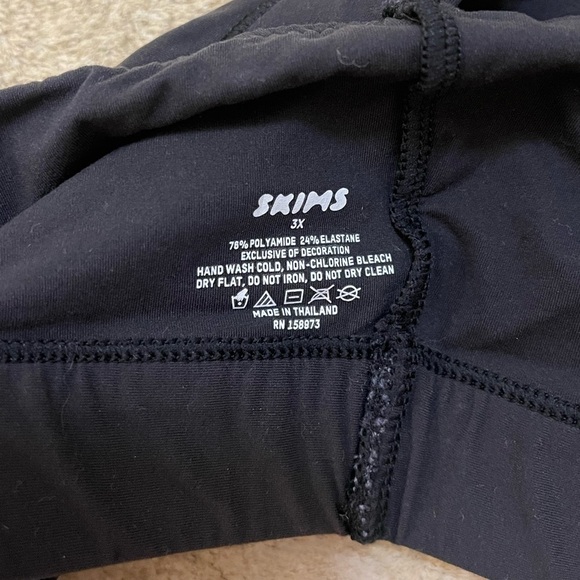 SKIMS
3X
76% POLYAMIDE 24% ELASTANE
EXCLUSIVE OF DECORATION
HAND WASH COLD, NON-CHLORINE BLEACH
DRY FLAT, DO NOT IRON, DO NOT DRY CLEAN
MADE IN THAILAND
RN 158973